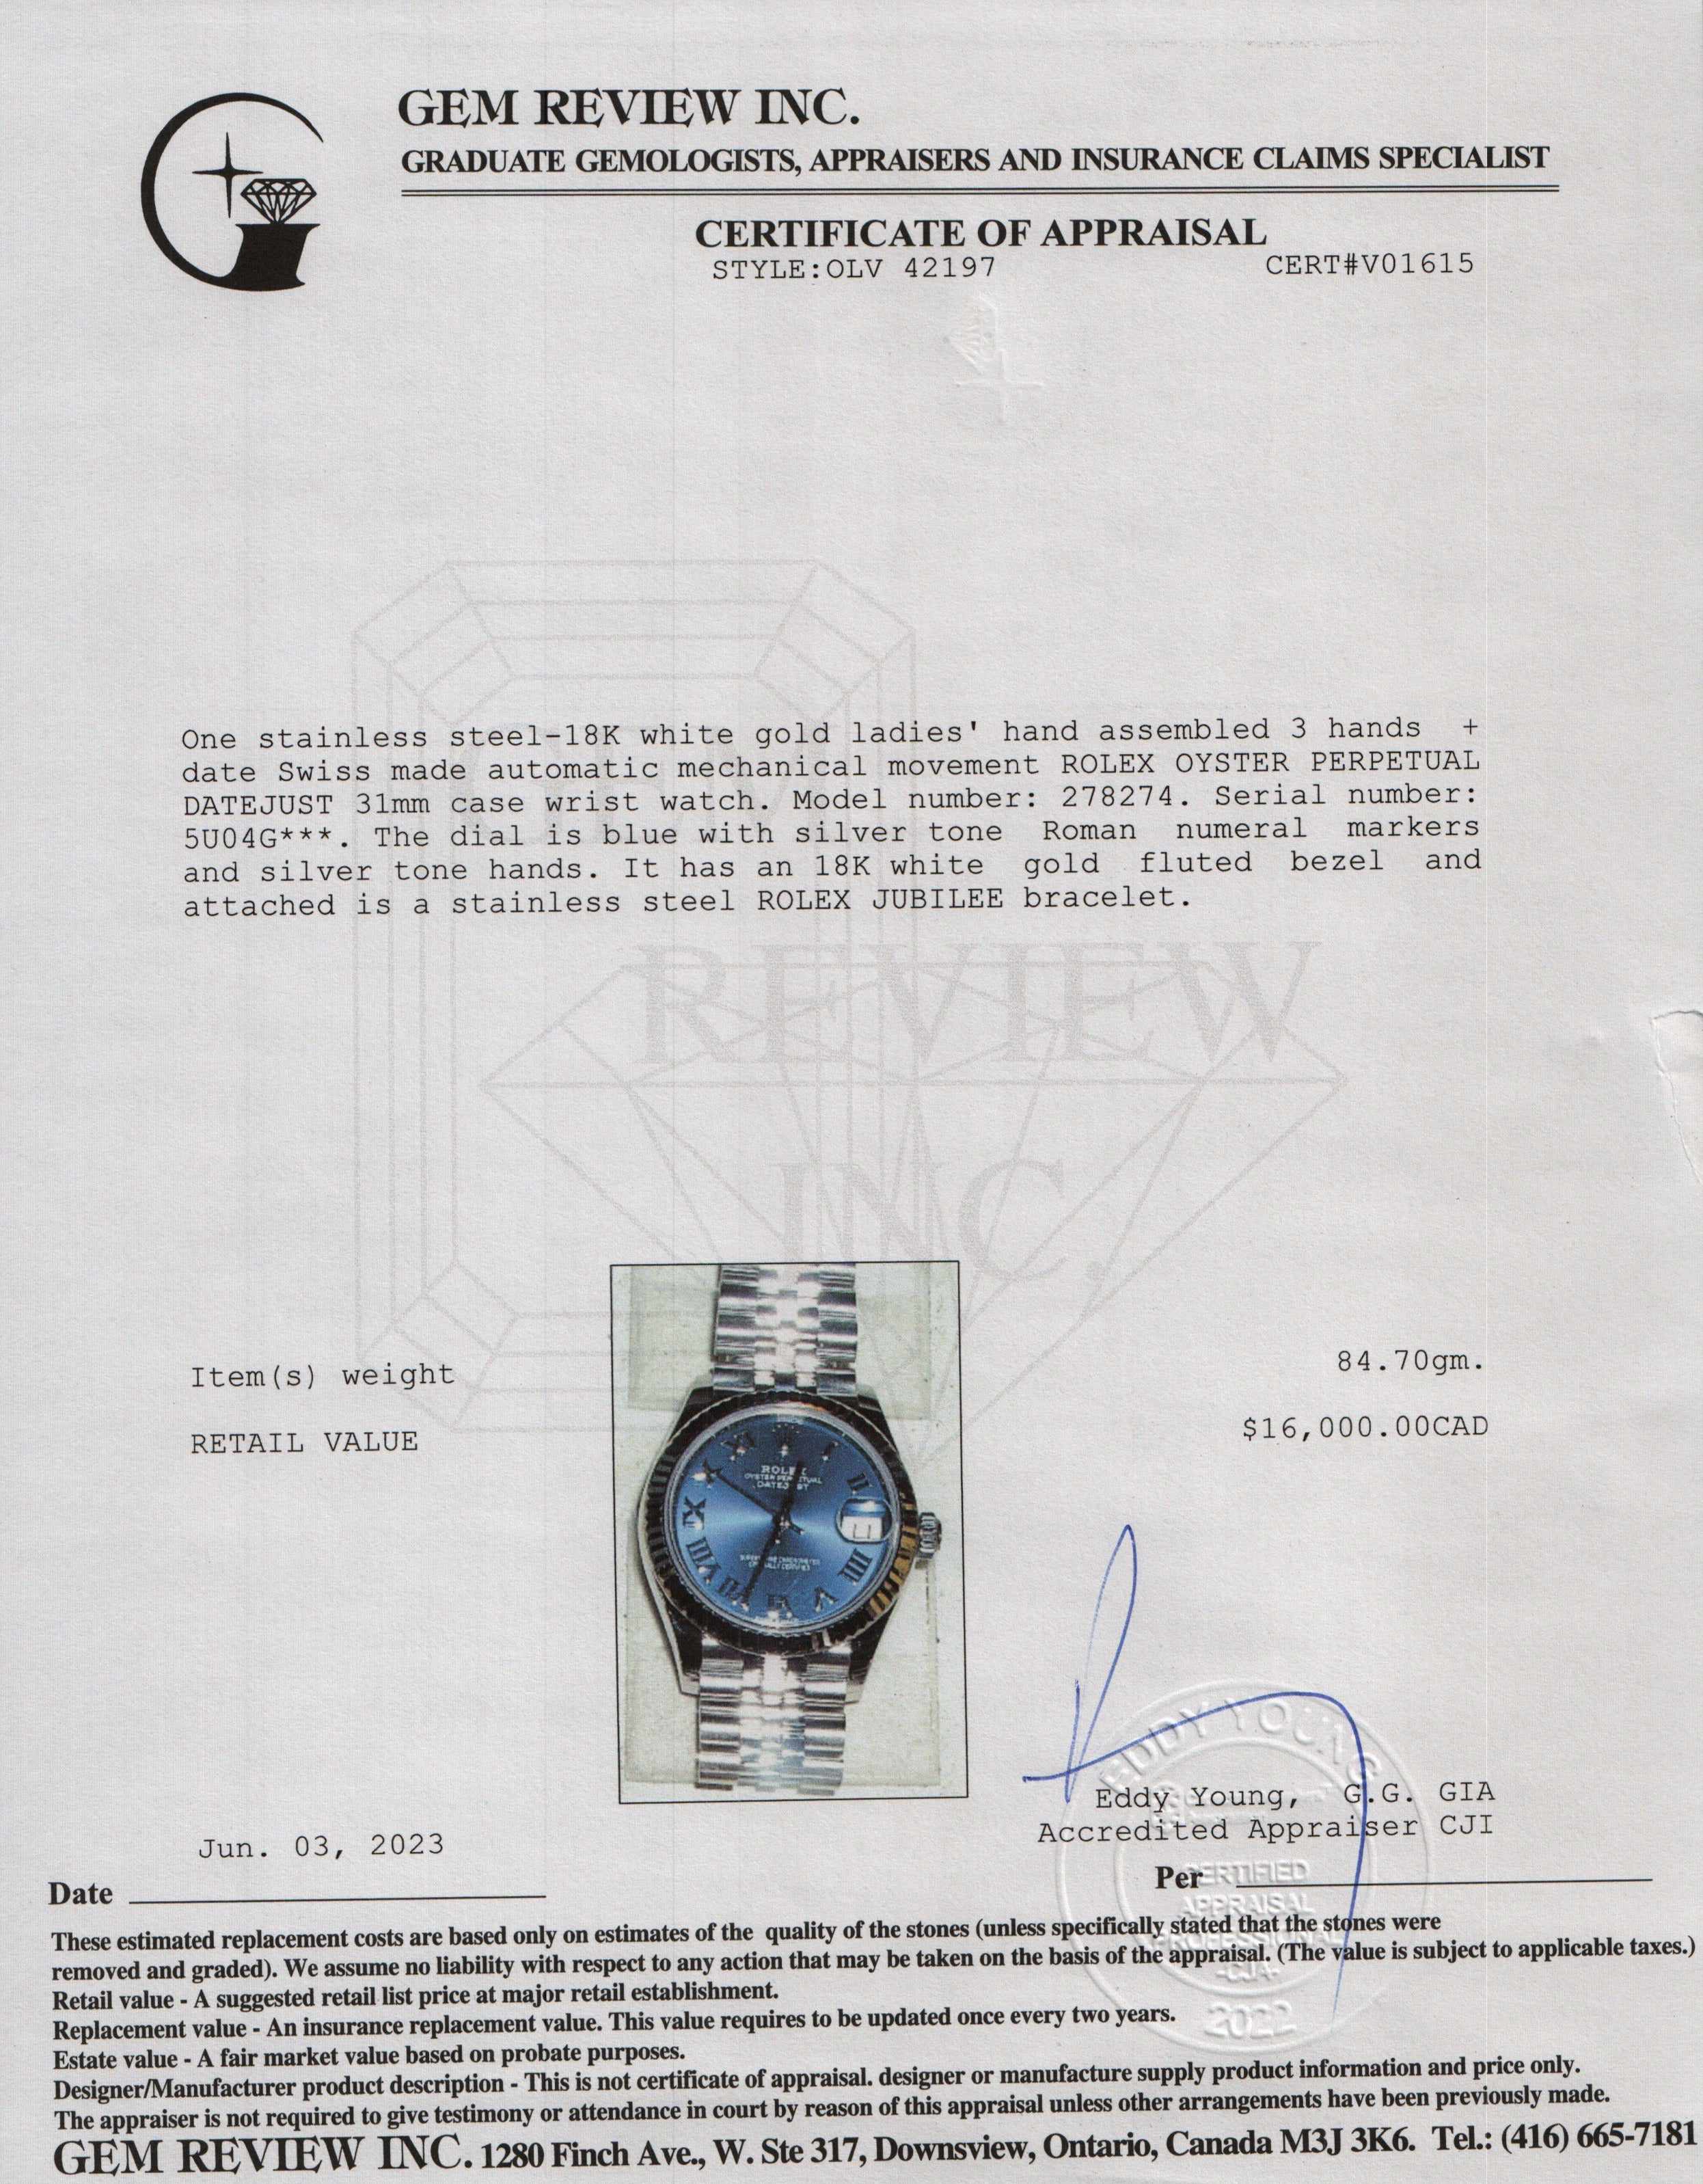 GEM REVIEW INC.
GRADUATE GEMOLOGISTS, APPRAISERS AND INSURANCE CLAIMS SPECIALIST
CERTIFICATE OF APPRAISAL
STYLE:OLV 42197 CERT#V01615
One stainless steel-18K white gold ladies' hand assembled 3 hands +
date Swiss made automatic mechanical movement ROLEX OYSTER PERPETUAL
DATEJUST 31mm case wrist watch. Model number: 278274. Serial number:
5U04G***. The dial is blue with silver tone Roman numeral markers
and silver tone hands. It has an 18K white gold fluted bezel and
attached is a stainless steel ROLEX JUBILEE bracelet.
REVIEW
INC.
Item(s) weight 84.70gm.
RETAIL VALUE $16,000.00CAD
ROLEX
OYSTER PERPETUAL
DATEJUST
EDDY YOUNG
Eddy Young, G.G. GIA
Accredited Appraiser CJI
Jun. 03, 2023
Date
Per
CERTIFIED
APPRAISAL
PROFESSIONAL
-CJA-
2022
These estimated replacement costs are based only on estimates of the quality of the stones (unless specifically stated that the stones were
removed and graded). We assume no liability with respect to any action that may be taken on the basis of the appraisal. (The value is subject to applicable taxes.)
Retail value - A suggested retail list price at major retail establishment.
Replacement value - An insurance replacement value. This value requires to be updated once every two years.
Estate value - A fair market value based on probate purposes.
Designer/Manufacturer product description - This is not certificate of appraisal. designer or manufacture supply product information and price only.
The appraiser is not required to give testimony or attendance in court by reason of this appraisal unless other arrangements have been previously made.
GEM REVIEW INC. 1280 Finch Ave., W. Ste 317, Downsview, Ontario, Canada M3J 3K6. Tel.: (416) 665-7181